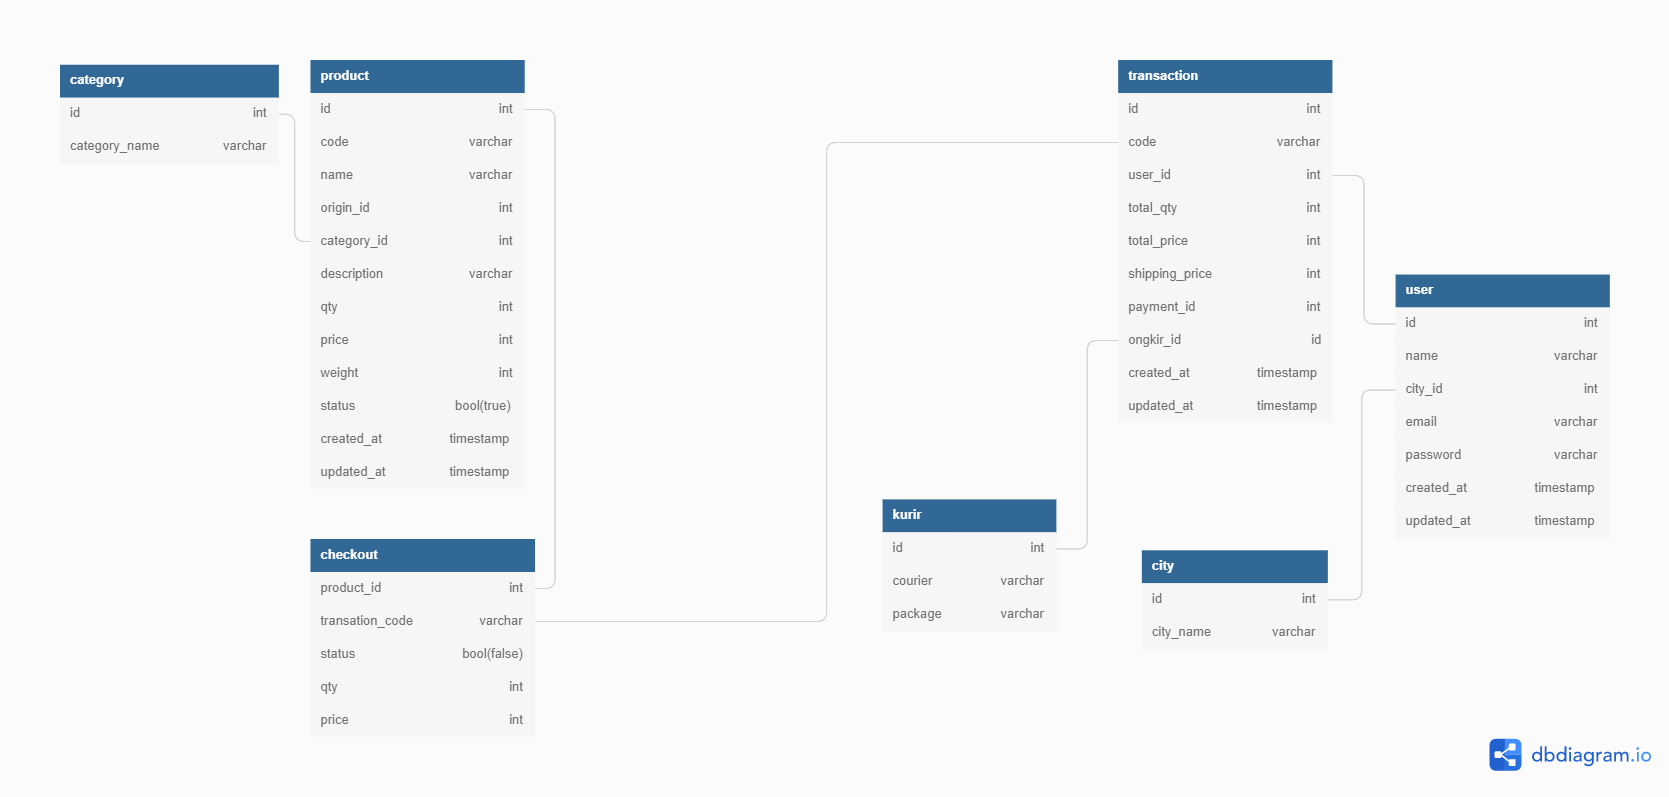 category
id int
category_name varchar
product
id int
code varchar
name varchar
origin_id int
category_id int
description varchar
qty int
price int
weight int
status bool(true)
created_at timestamp
updated_at timestamp
checkout
product_id int
transation_code varchar
status bool(false)
qty int
price int
transaction
id int
code varchar
user_id int
total_qty int
total_price int
shipping_price int
payment_id int
ongkir_id id
created_at timestamp
updated_at timestamp
kurir
id int
courier varchar
package varchar
city
id int
city_name varchar
user
id int
name varchar
city_id int
email varchar
password varchar
created_at timestamp
updated_at timestamp
dbdiagram.io